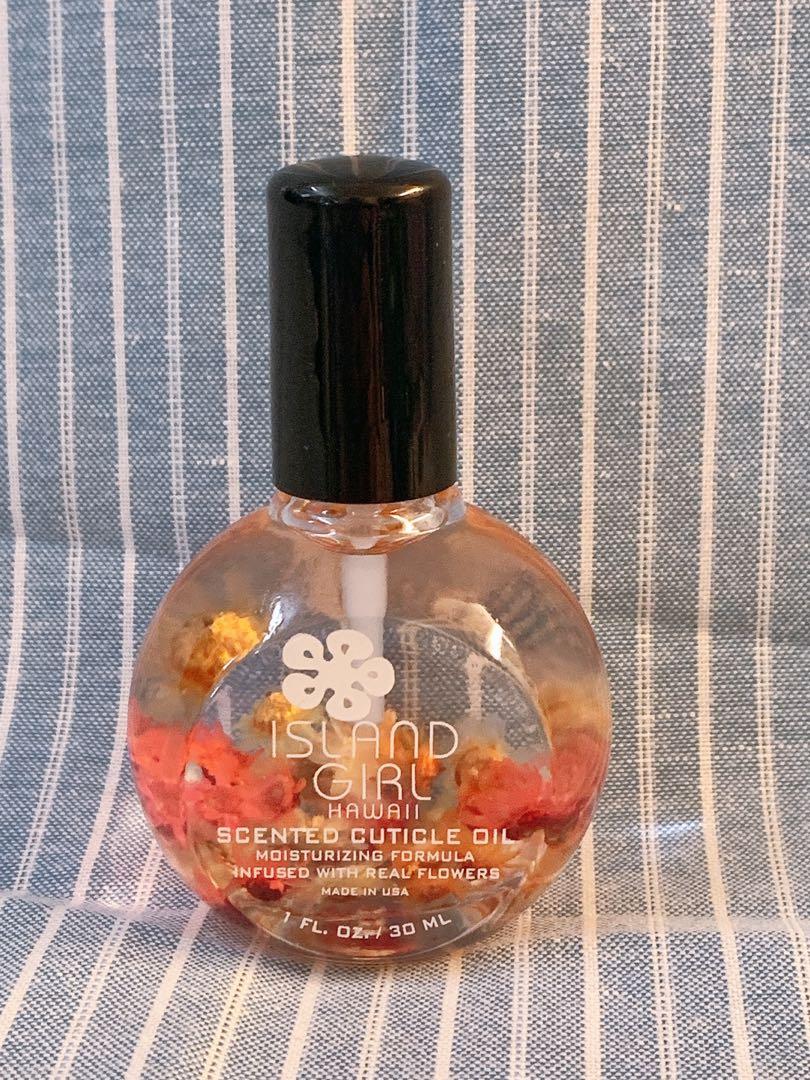 ISLAND
GIRL
HAWAII
SCENTED CUTICLE OIL
MOISTURIZING FORMULA
INFUSED WITH REAL FLOWERS
MADE IN USA
1 FL. OZ. / 30 ML